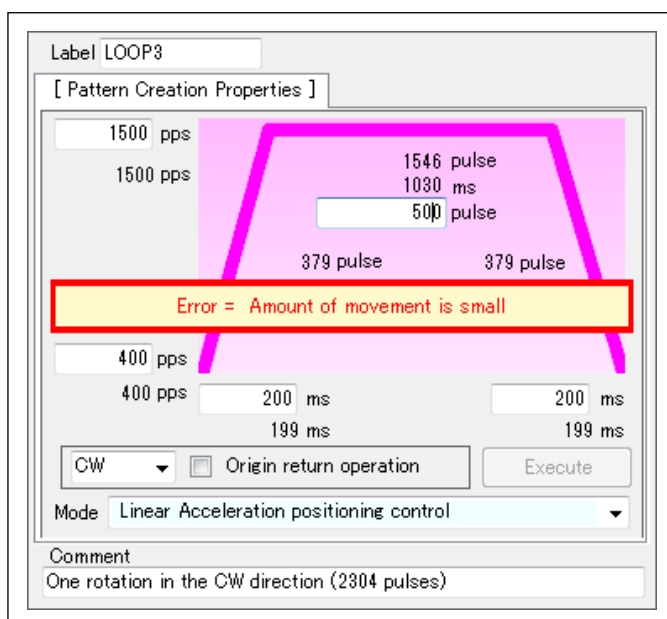 Label LOOP3
[ Pattern Creation Properties ]
1500 pps
1500 pps
1546 pulse
1030 ms
500 pulse
379 pulse 379 pulse
Error = Amount of movement is small
400 pps
400 pps
200 ms 200 ms
199 ms 199 ms
CW Origin return operation Execute
Mode Linear Acceleration positioning control
Comment
One rotation in the CW direction (2304 pulses)